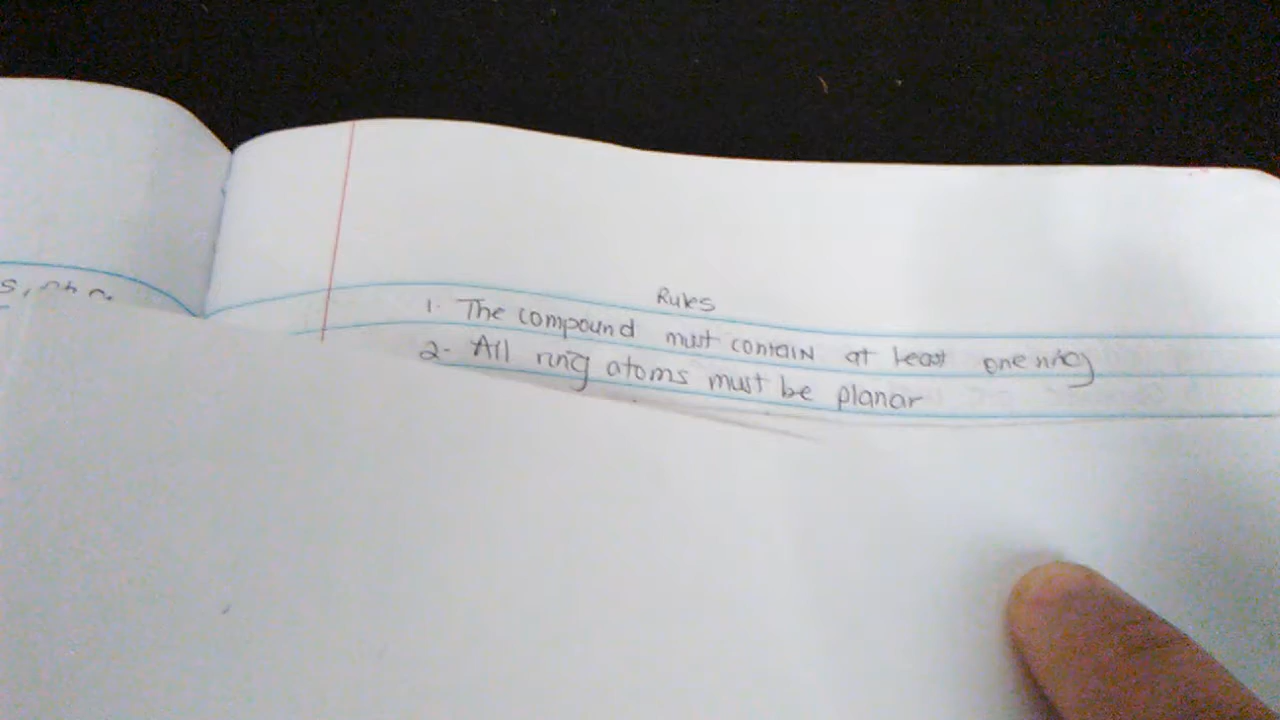 Rules
1. The compound must contain at least one ring
2- All ring atoms must be planar